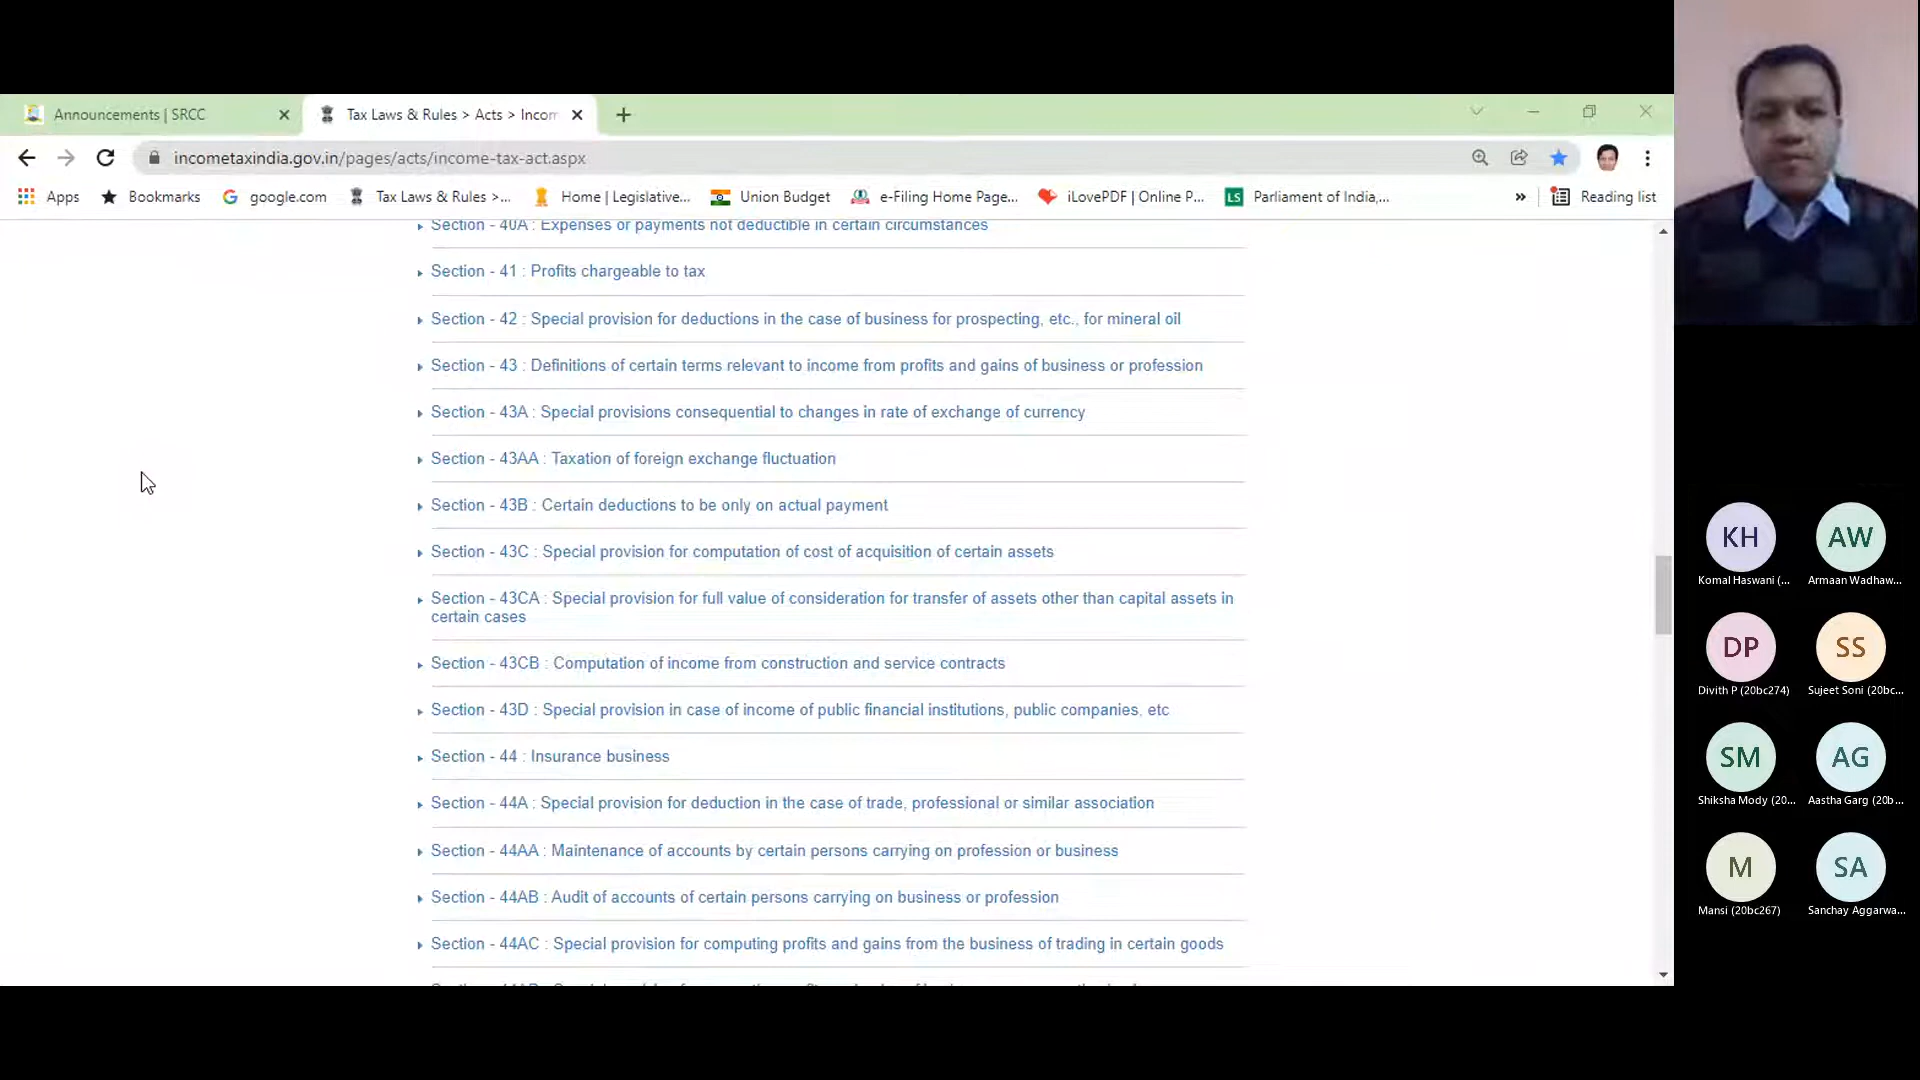 Announcements | SRCC
Tax Laws & Rules > Acts > Incom
incometaxindia.gov.in/pages/acts/income-tax-act.aspx
Apps
Bookmarks
google.com
Tax Laws & Rules >...
Home | Legislative...
Union Budget
e-Filing Home Page...
iLovePDF | Online P...
LS
Parliament of India,...
»
Reading list
Section - 40A : Expenses or payments not deductible in certain circumstances
Section - 41 : Profits chargeable to tax
Section - 42 : Special provision for deductions in the case of business for prospecting, etc., for mineral oil
Section - 43 : Definitions of certain terms relevant to income from profits and gains of business or profession
Section - 43A : Special provisions consequential to changes in rate of exchange of currency
Section - 43AA : Taxation of foreign exchange fluctuation
Section - 43B : Certain deductions to be only on actual payment
Section - 43C : Special provision for computation of cost of acquisition of certain assets
Section - 43CA : Special provision for full value of consideration for transfer of assets other than capital assets in
certain cases
Section - 43CB : Computation of income from construction and service contracts
Section - 43D : Special provision in case of income of public financial institutions, public companies, etc
Section - 44 : Insurance business
Section - 44A : Special provision for deduction in the case of trade, professional or similar association
Section - 44AA : Maintenance of accounts by certain persons carrying on profession or business
Section - 44AB : Audit of accounts of certain persons carrying on business or profession
Section - 44AC : Special provision for computing profits and gains from the business of trading in certain goods
KH
AW
Komal Haswani (...
Armaan Wadhaw...
DP
SS
Divith P (20bc274)
Sujeet Soni (20bc...
SM
AG
Shiksha Mody (20...
Aastha Garg (20b...
M
SA
Mansi (20bc267)
Sanchay Aggarwa...